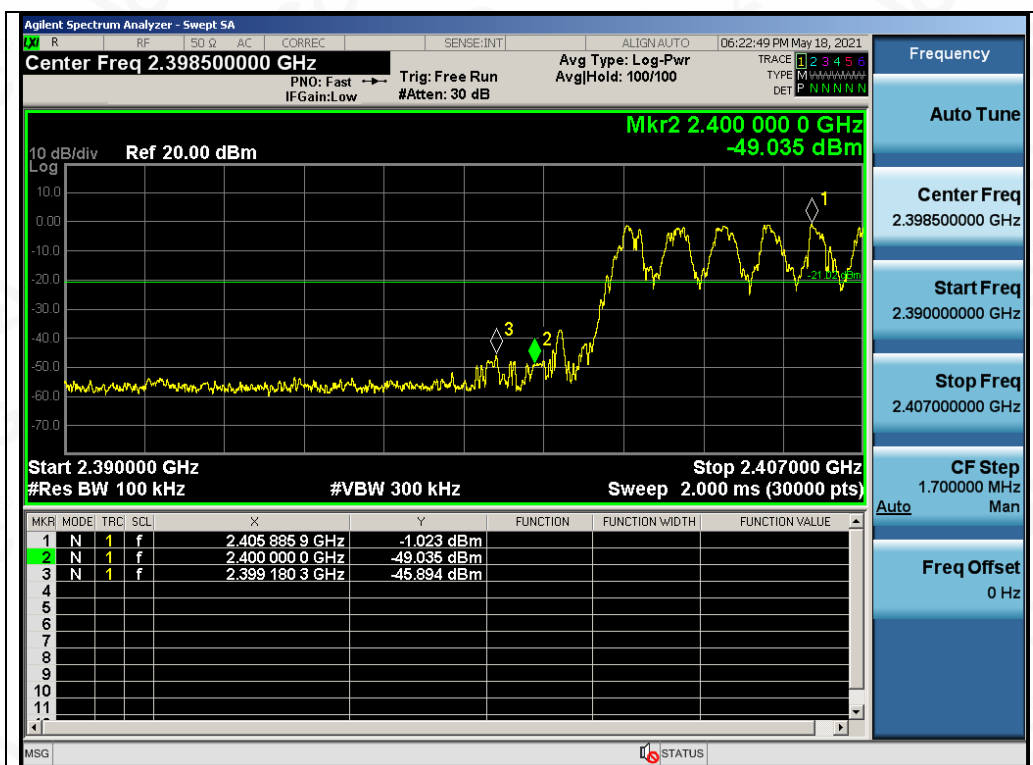 Agilent Spectrum Analyzer - Swept SA
LXI R RF 50 Ω AC CORREC SENSE:INT ALIGN AUTO 06:22:49 PM May 18, 2021
Center Freq 2.398500000 GHz
PNO: Fast
IFGain:Low
Trig: Free Run
#Atten: 30 dB
Avg Type: Log-Pwr
Avg|Hold: 100/100
TRACE 1 2 3 4 5 6
TYPE M
DET P N N N N N
Mkr2 2.400 000 0 GHz
-49.035 dBm
10 dB/div Ref 20.00 dBm
Log
10.0
0.00
-10.0
-20.0
-30.0
-40.0
-50.0
-60.0
-70.0
1
-21.02 dBm
3
2
Start 2.390000 GHz Stop 2.407000 GHz
#Res BW 100 kHz #VBW 300 kHz Sweep 2.000 ms (30000 pts)
MKR MODE TRC SCL X Y FUNCTION FUNCTION WIDTH FUNCTION VALUE
1 N 1 f 2.405 885 9 GHz -1.023 dBm
2 N 1 f 2.400 000 0 GHz -49.035 dBm
3 N 1 f 2.399 180 3 GHz -45.894 dBm
4
5
6
7
8
9
10
11
MSG STATUS
Frequency
Auto Tune
Center Freq
2.398500000 GHz
Start Freq
2.390000000 GHz
Stop Freq
2.407000000 GHz
CF Step
1.700000 MHz
Auto Man
Freq Offset
0 Hz